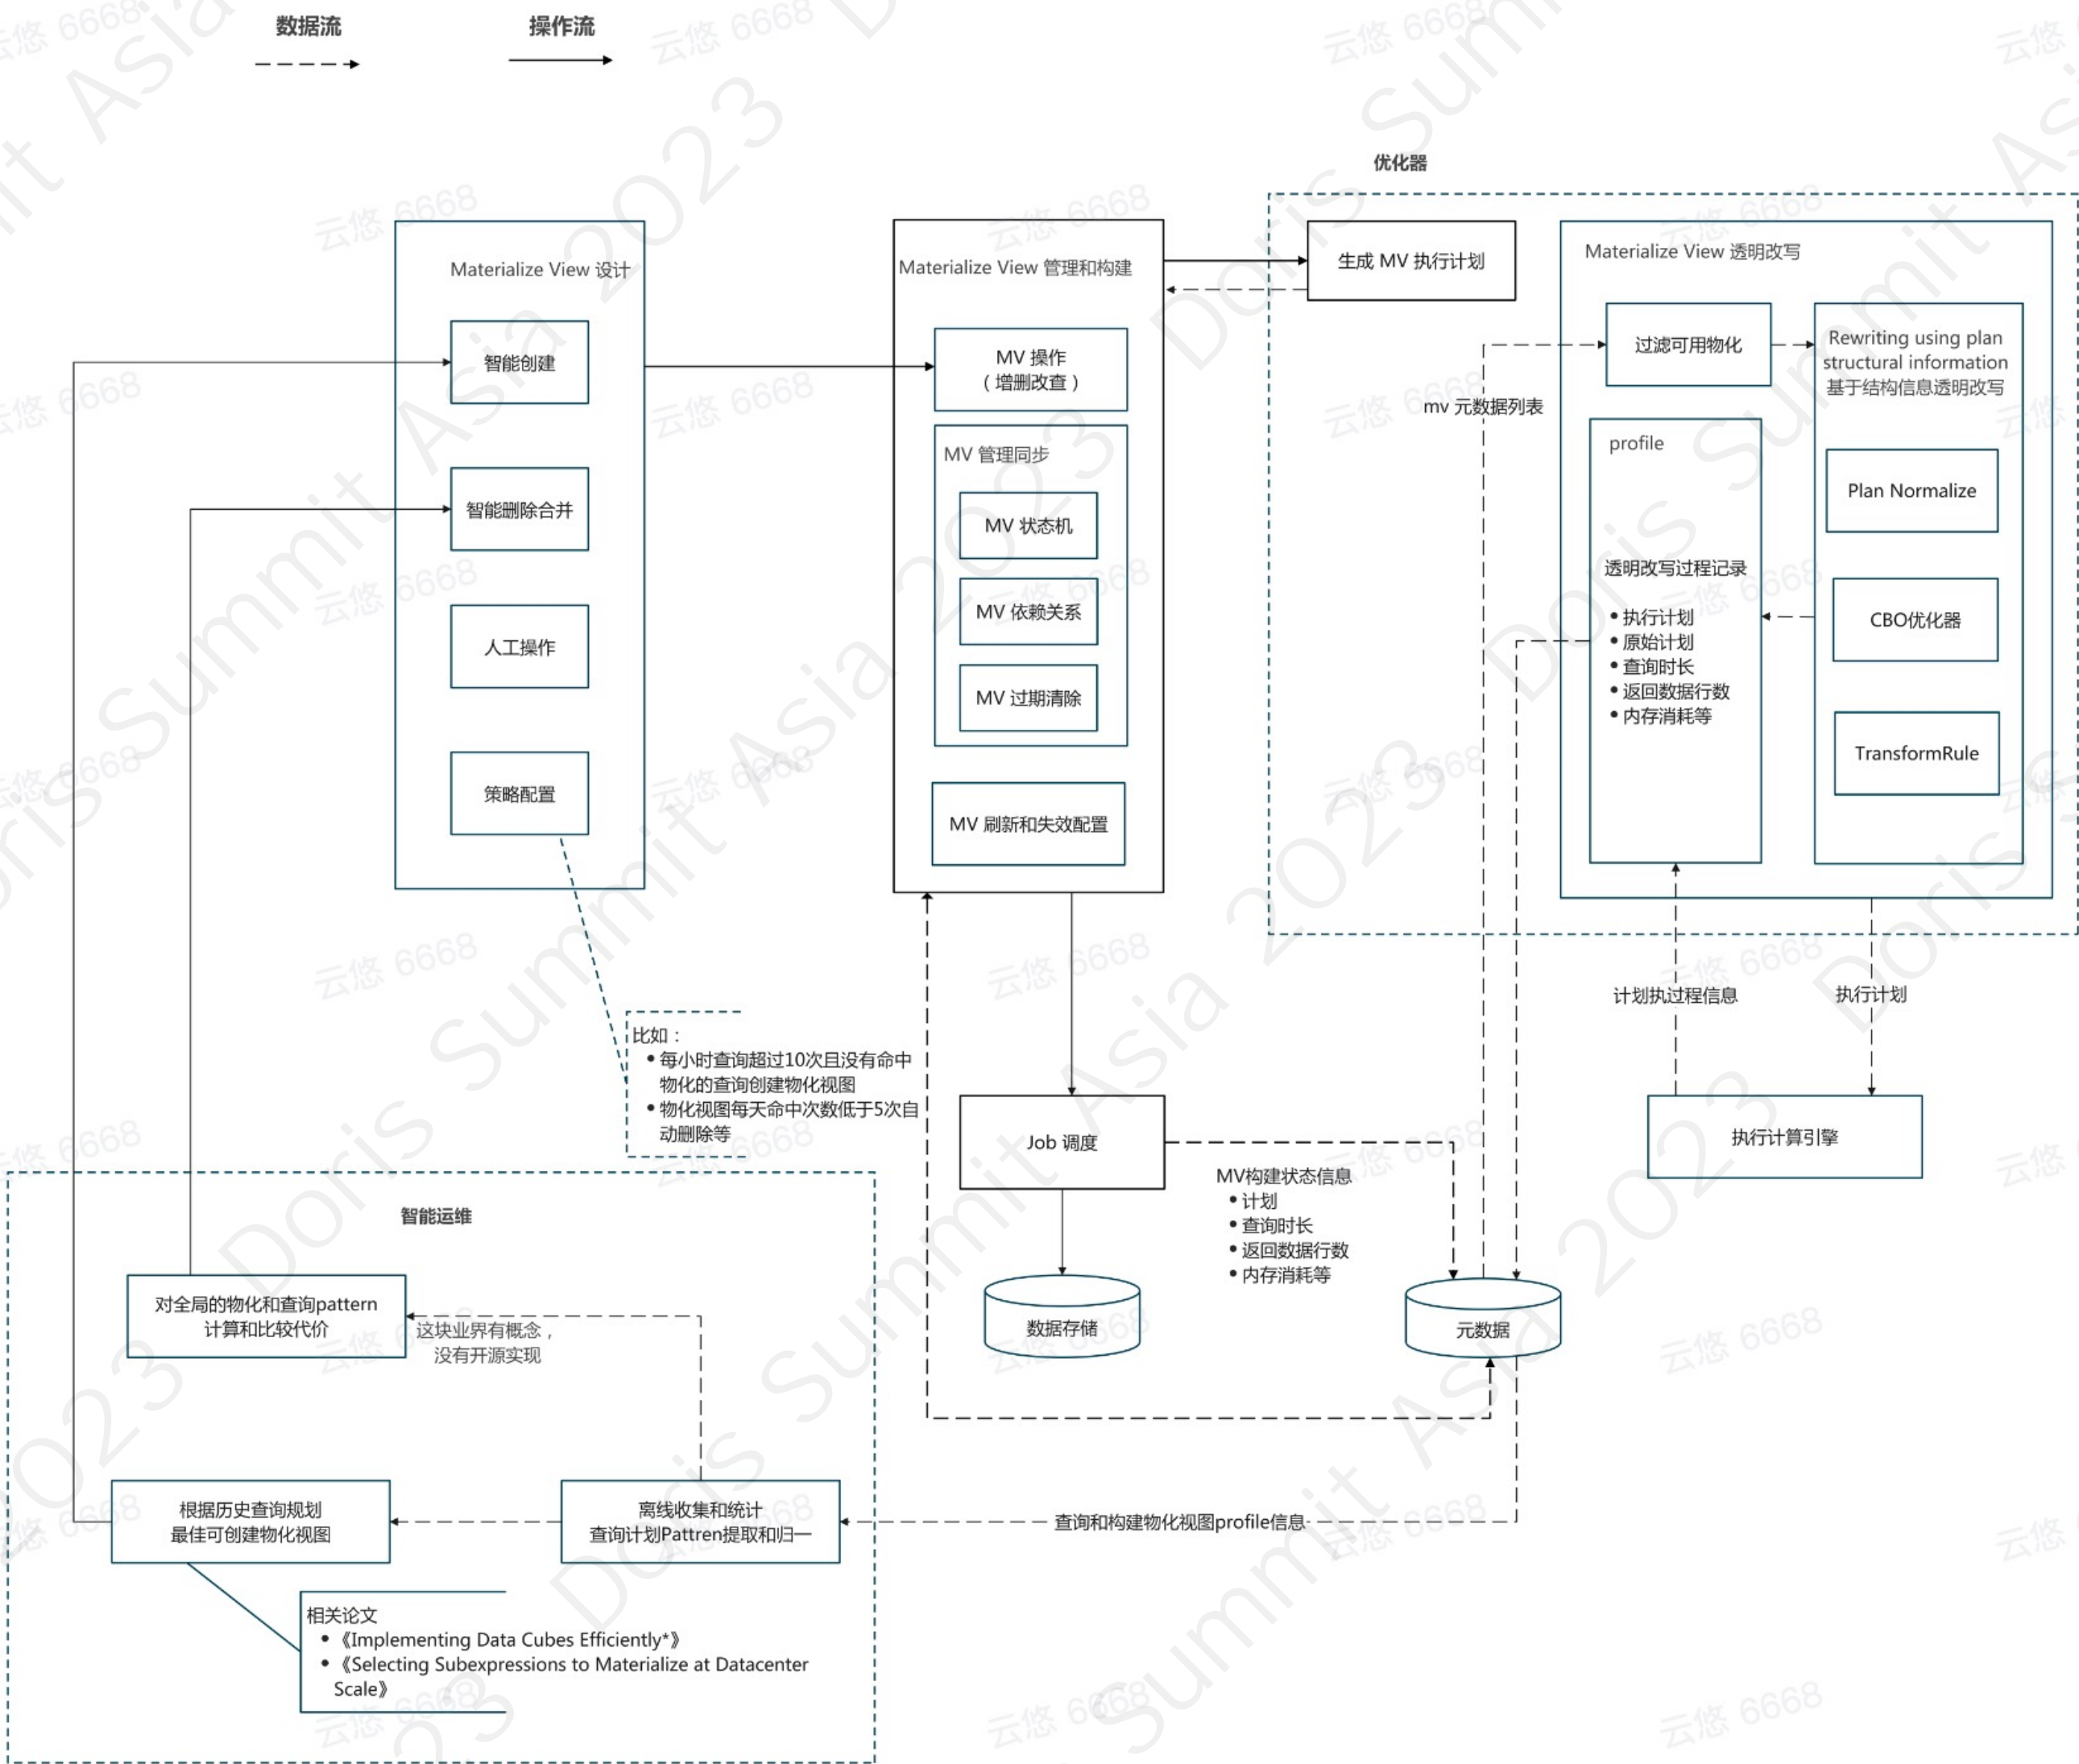 数据流
操作流
优化器
Materialize View 设计
智能创建
智能删除合并
人工操作
策略配置
比如：
• 每小时查询超过10次且没有命中
物化的查询创建物化视图
• 物化视图每天命中次数低于5次自
动删除等
Materialize View 管理和构建
MV 操作
（增删改查）
MV 管理同步
MV 状态机
MV 依赖关系
MV 过期清除
MV 刷新和失效配置
生成 MV 执行计划
Materialize View 透明改写
过滤可用物化
mv 元数据列表
Rewriting using plan
structural information
基于结构信息透明改写
Plan Normalize
CBO优化器
TransformRule
profile
透明改写过程记录
• 执行计划
• 原始计划
• 查询时长
• 返回数据行数
• 内存消耗等
计划执过程信息
执行计划
执行计算引擎
Job 调度
MV构建状态信息
• 计划
• 查询时长
• 返回数据行数
• 内存消耗等
数据存储
元数据
智能运维
对全局的物化和查询pattern
计算和比较代价
这块业界有概念，
没有开源实现
根据历史查询规划
最佳可创建物化视图
离线收集和统计
查询计划Pattren提取和归一
查询和构建物化视图profile信息
相关论文
• 《Implementing Data Cubes Efficiently*》
• 《Selecting Subexpressions to Materialize at Datacenter
Scale》
Doris Summit Asia 2023
云悠 6668